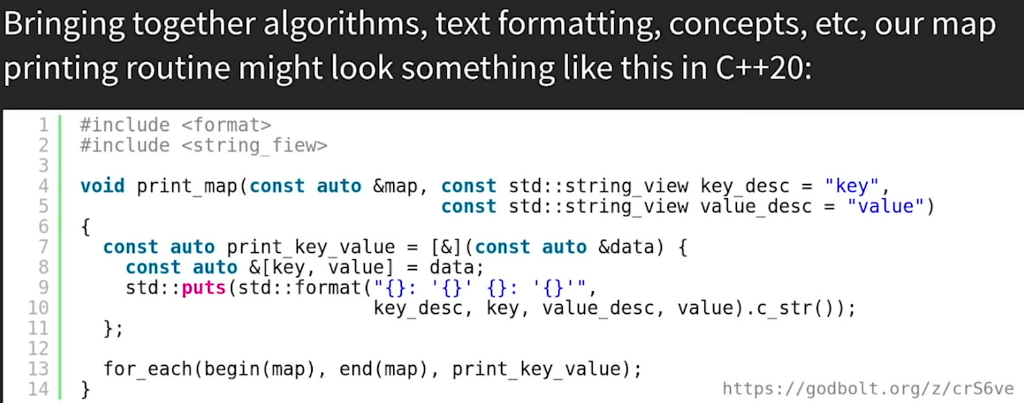 Bringing together algorithms, text formatting, concepts, etc, our map
printing routine might look something like this in C++20:
1 #include <format>
2 #include <string_fiew>
3
4 void print_map(const auto &map, const std::string_view key_desc = "key",
5 const std::string_view value_desc = "value")
6 {
7 const auto print_key_value = [&](const auto &data) {
8 const auto &[key, value] = data;
9 std::puts(std::format("{}: '{}' {}: '{}'",
10 key_desc, key, value_desc, value).c_str());
11 };
12
13 for_each(begin(map), end(map), print_key_value);
14 }
https://godbolt.org/z/crS6ve